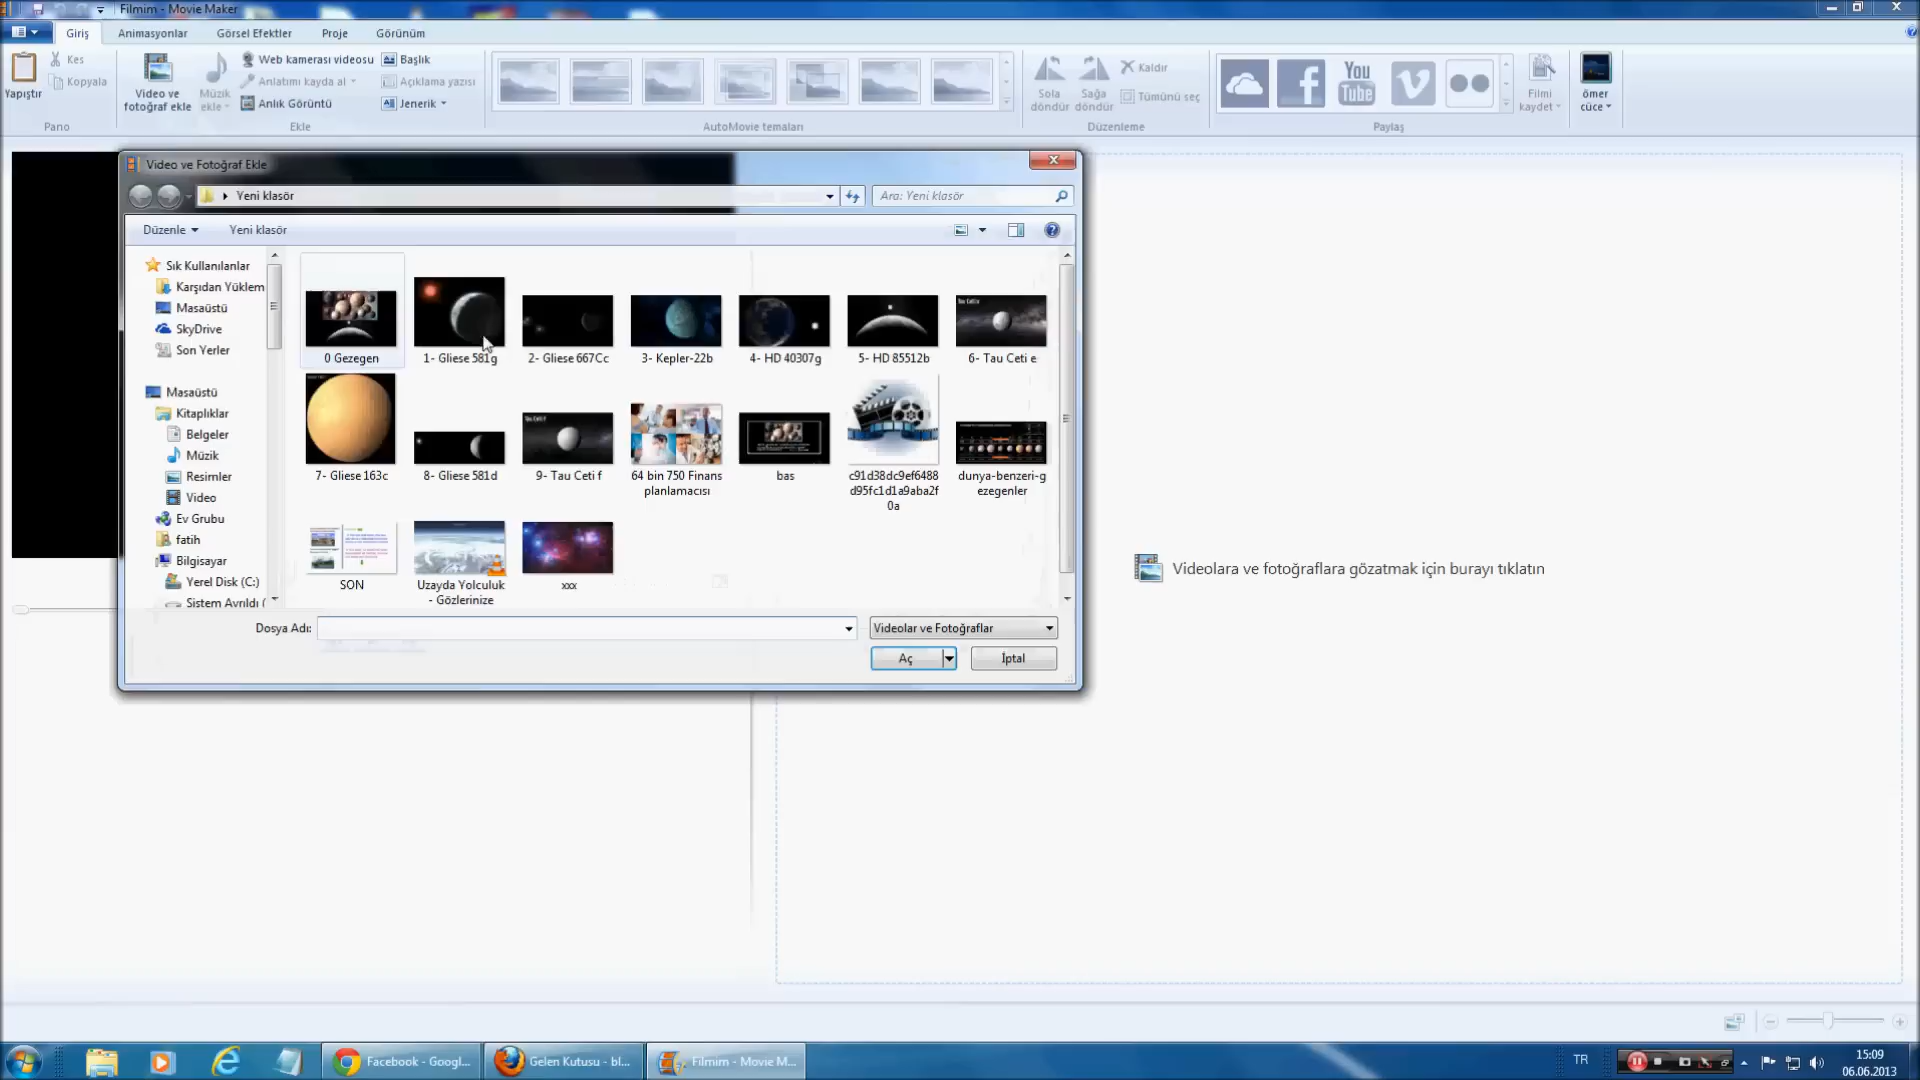 Filmim - Movie Maker
Giriş
Animasyonlar
Görsel Efektler
Proje
Görünüm
Yapıştır
Kes
Kopyala
Pano
Video ve
fotoğraf ekle
Müzik
ekle
Web kamerası videosu
Anlatımı kayda al
Anlık Görüntü
Başlık
Açıklama yazısı
Jenerik
Ekle
AutoMovie temaları
Sola
döndür
Sağa
döndür
Kaldır
Tümünü seç
Düzenleme
You
Tube
Paylaş
Filmi
kaydet
ömer
cüce
Video ve Fotoğraf Ekle
Yeni klasör
Ara: Yeni klasör
Düzenle
Yeni klasör
Sık Kullanılanlar
Karşıdan Yüklem
Masaüstü
SkyDrive
Son Yerler
Masaüstü
Kitaplıklar
Belgeler
Müzik
Resimler
Video
Ev Grubu
fatih
Bilgisayar
Yerel Disk (C:)
Sistem Ayrıldı (
0 Gezegen
1- Gliese 581g
2- Gliese 667Cc
3- Kepler-22b
4- HD 40307g
5- HD 85512b
6- Tau Ceti e
7- Gliese 163c
8- Gliese 581d
9- Tau Ceti f
64 bin 750 Finans
planlamacısı
bas
c91d38dc9ef6488
d95fc1d1a9aba2f
0a
dunya-benzeri-g
ezegenler
SON
Uzayda Yolculuk
- Gözlerinize
xxx
Dosya Adı:
Videolar ve Fotoğraflar
Aç
İptal
Videolara ve fotoğraflara gözatmak için burayı tıklatın
Facebook - Googl...
Gelen Kutusu - bl...
Filmim - Movie M...
TR
15:09
06.06.2013